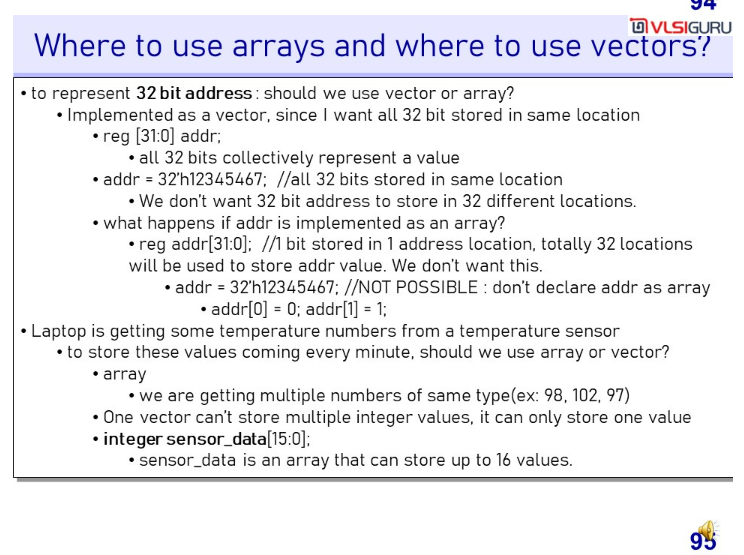 94
VLSIGURU
Where to use arrays and where to use vectors?
• to represent 32 bit address : should we use vector or array?
• Implemented as a vector, since I want all 32 bit stored in same location
• reg [31:0] addr;
• all 32 bits collectively represent a value
• addr = 32'h12345467; //all 32 bits stored in same location
• We don't want 32 bit address to store in 32 different locations.
• what happens if addr is implemented as an array?
• reg addr[31:0]; //1 bit stored in 1 address location, totally 32 locations
will be used to store addr value. We don't want this.
• addr = 32'h12345467; //NOT POSSIBLE : don't declare addr as array
• addr[0] = 0; addr[1] = 1;
• Laptop is getting some temperature numbers from a temperature sensor
• to store these values coming every minute, should we use array or vector?
• array
• we are getting multiple numbers of same type(ex: 98, 102, 97)
• One vector can't store multiple integer values, it can only store one value
• integer sensor_data[15:0];
• sensor_data is an array that can store up to 16 values.
95